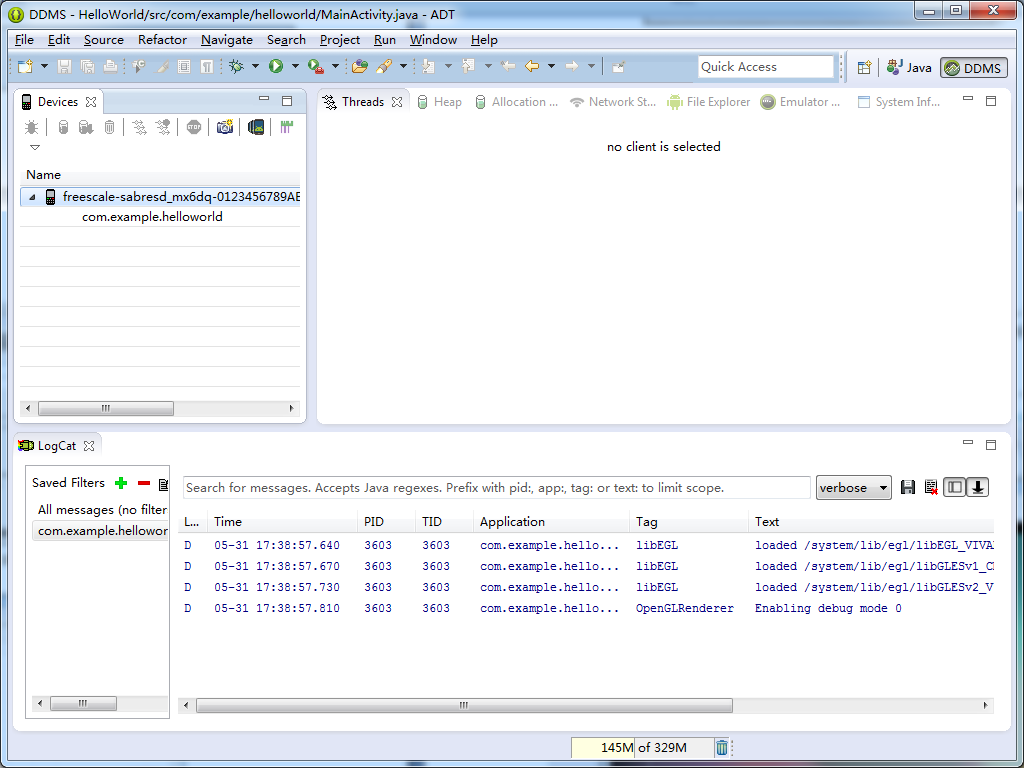 DDMS - HelloWorld/src/com/example/helloworld/MainActivity.java - ADT
File Edit Source Refactor Navigate Search Project Run Window Help
Quick Access Java DDMS
Devices
Name
freescale-sabresd_mx6dq-0123456789AB
com.example.helloworld
Threads Heap Allocation ... Network St... File Explorer Emulator ... System Inf...
no client is selected
LogCat
Saved Filters
All messages (no filter
com.example.hellowor
Search for messages. Accepts Java regexes. Prefix with pid:, app:, tag: or text: to limit scope. verbose
L... Time PID TID Application Tag Text
D 05-31 17:38:57.640 3603 3603 com.example.hello... libEGL loaded /system/lib/egl/libEGL_VIVA
D 05-31 17:38:57.670 3603 3603 com.example.hello... libEGL loaded /system/lib/egl/libGLESv1_C
D 05-31 17:38:57.730 3603 3603 com.example.hello... libEGL loaded /system/lib/egl/libGLESv2_V
D 05-31 17:38:57.810 3603 3603 com.example.hello... OpenGLRenderer Enabling debug mode 0
145M of 329M